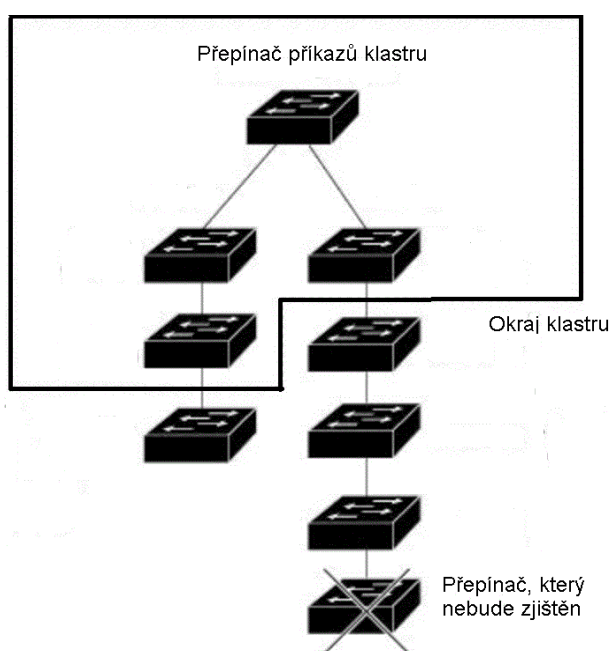 Přepínač příkazů klastru
Okraj klastru
Přepínač, který
nebude zjištěn